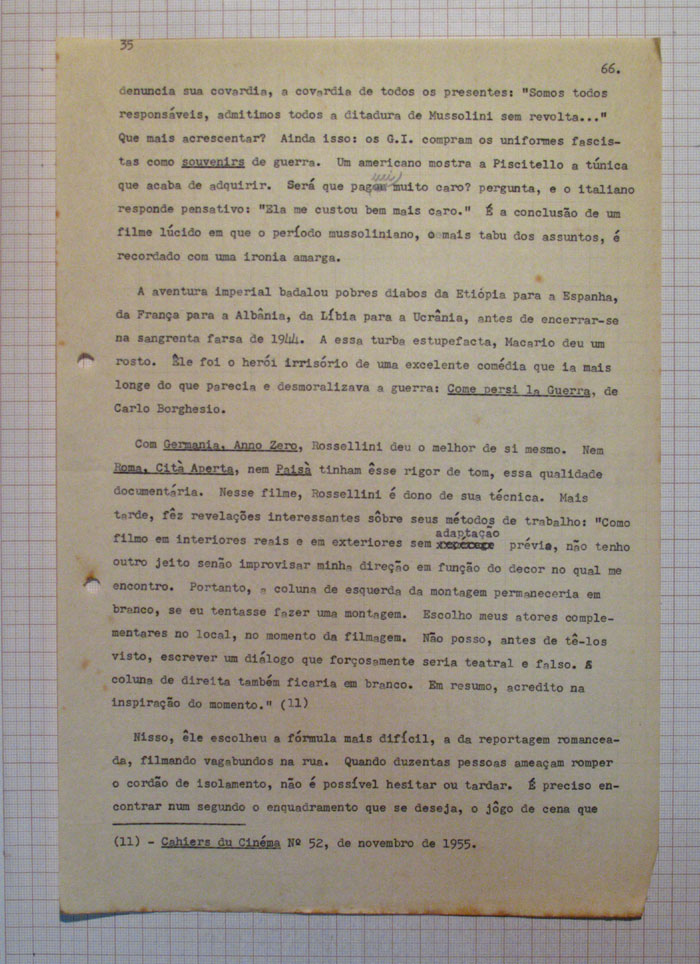 35
66.
denuncia sua covardia, a covardia de todos os presentes: "Somos todos
responsáveis, admitimos todos a ditadura de Mussolini sem revolta..."
Que mais acrescentar? Ainda isso: os G.I. compram os uniformes fascis-
tas como souvenirs de guerra. Um americano mostra a Piscitello a túnica
que acaba de adquirir. Será que paguei muito caro? pergunta, e o italiano
responde pensativo: "Ela me custou bem mais caro." É a conclusão de um
filme lúcido em que o período mussoliniano, o mais tabu dos assuntos, é
recordado com uma ironia amarga.
A aventura imperial badalou pobres diabos da Etiópia para a Espanha,
da França para a Albânia, da Líbia para a Ucrânia, antes de encerrar-se
na sangrenta farsa de 1944. A essa turba estupefacta, Macario deu um
rosto. Êle foi o herói irrisório de uma excelente comédia que ia mais
longe do que parecia e desmoralizava a guerra: Come persi la Guerra, de
Carlo Borghesio.
Com Germania, Anno Zero, Rossellini deu o melhor de si mesmo. Nem
Roma, Cità Aperta, nem Paisà tinham êsse rigor de tom, essa qualidade
documentária. Nesse filme, Rossellini é dono de sua técnica. Mais
tarde, fêz revelações interessantes sôbre seus métodos de trabalho: "Como
filmo em interiores reais e em exteriores sem adaptação prévia, não tenho
outro jeito senão improvisar minha direção em função do decor no qual me
encontro. Portanto, a coluna de esquerda da montagem permaneceria em
branco, se eu tentasse fazer uma montagem. Escolho meus atores comple-
mentares no local, no momento da filmagem. Não posso, antes de tê-los
visto, escrever um diálogo que forçosamente seria teatral e falso. A
coluna de direita também ficaria em branco. Em resumo, acredito na
inspiração do momento." (11)
Nisso, êle escolheu a fórmula mais difícil, a da reportagem romancea-
da, filmando vagabundos na rua. Quando duzentas pessoas ameaçam romper
o cordão de isolamento, não é possível hesitar ou tardar. É preciso en-
contrar num segundo o enquadramento que se deseja, o jôgo de cena que
(11) - Cahiers du Cinéma Nº 52, de novembro de 1955.